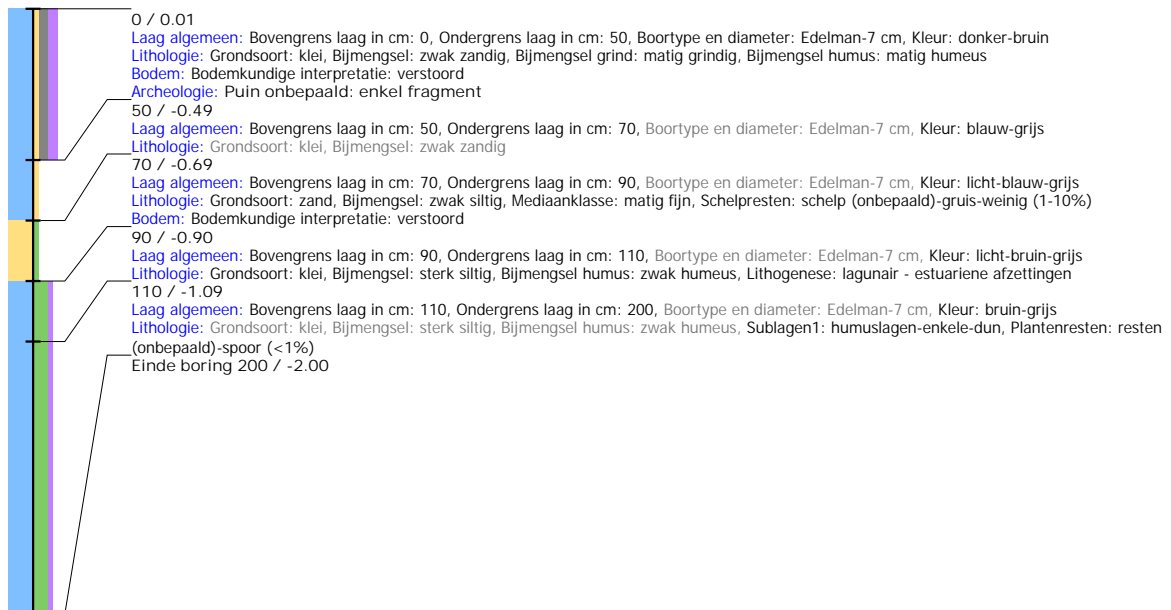 0 / 0.01
Laag algemeen: Bovengrens laag in cm: 0, Ondergrens laag in cm: 50, Boortype en diameter: Edelman-7 cm, Kleur: donker-bruin
Lithologie: Grondsoort: klei, Bijmengsel: zwak zandig, Bijmengsel grind: matig grindig, Bijmengsel humus: matig humeus
Bodem: Bodemkundige interpretatie: verstoord
Archeologie: Puin onbepaald: enkel fragment
50 / -0.49
Laag algemeen: Bovengrens laag in cm: 50, Ondergrens laag in cm: 70, Boortype en diameter: Edelman-7 cm, Kleur: blauw-grijs
Lithologie: Grondsoort: klei, Bijmengsel: zwak zandig
70 / -0.69
Laag algemeen: Bovengrens laag in cm: 70, Ondergrens laag in cm: 90, Boortype en diameter: Edelman-7 cm, Kleur: licht-blauw-grijs
Lithologie: Grondsoort: zand, Bijmengsel: zwak siltig, Mediaanklasse: matig fijn, Schelpresten: schelp (onbepaald)-gruis-weinig (1-10%)
Bodem: Bodemkundige interpretatie: verstoord
90 / -0.90
Laag algemeen: Bovengrens laag in cm: 90, Ondergrens laag in cm: 110, Boortype en diameter: Edelman-7 cm, Kleur: licht-bruin-grijs
Lithologie: Grondsoort: klei, Bijmengsel: sterk siltig, Bijmengsel humus: zwak humeus, Lithogenese: lagunair - estuariene afzettingen
110 / -1.09
Laag algemeen: Bovengrens laag in cm: 110, Ondergrens laag in cm: 200, Boortype en diameter: Edelman-7 cm, Kleur: bruin-grijs
Lithologie: Grondsoort: klei, Bijmengsel: sterk siltig, Bijmengsel humus: zwak humeus, Sublagen1: humuslagen-enkele-dun, Plantenresten: resten
(onbepaald)-spoor (<1%)
Einde boring 200 / -2.00